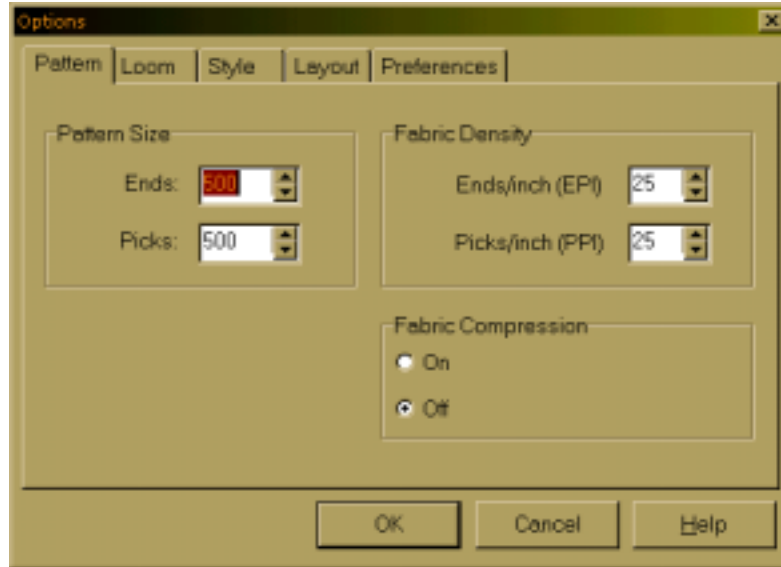 Options
Pattern Loom Style Layout Preferences
Pattern Size
Ends: 500
Picks: 500
Fabric Density
Ends/inch (EPI) 25
Picks/inch (PPI) 25
Fabric Compression
On
Off
OK Cancel Help